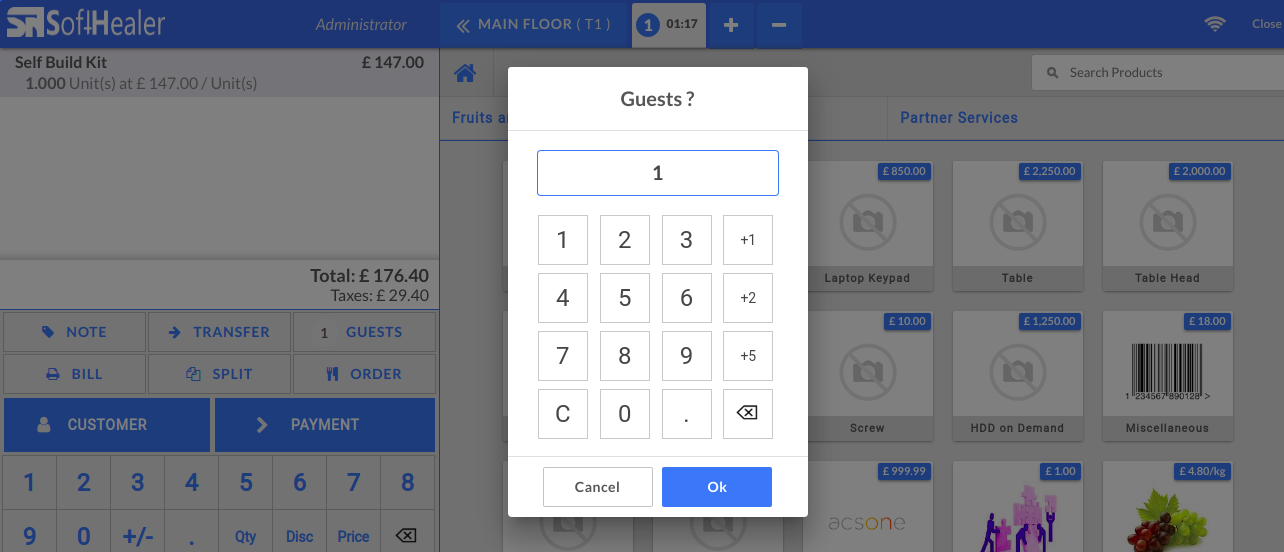 SoftHealer
Administrator
MAIN FLOOR ( T1 )
1 01:17
+
-
Close
Self Build Kit £ 147.00
1.000 Unit(s) at £ 147.00 / Unit(s)
Search Products
Guests ?
Partner Services
1
1 2 3 +1
4 5 6 +2
7 8 9 +5
C 0 .
Cancel Ok
£ 850.00 £ 2,250.00 £ 2,000.00
Laptop Keypad Table Table Head
£ 10.00 £ 1,250.00 £ 18.00
1 234567 890128 >
Screw HDD on Demand Miscellaneous
£ 999.99 £ 1.00 £ 4.80/kg
acsone
Fruits
Total: £ 176.40
Taxes: £ 29.40
NOTE TRANSFER 1 GUESTS
BILL SPLIT ORDER
CUSTOMER PAYMENT
1 2 3 4 5 6 7 8
9 0 +/- . Qty Disc Price